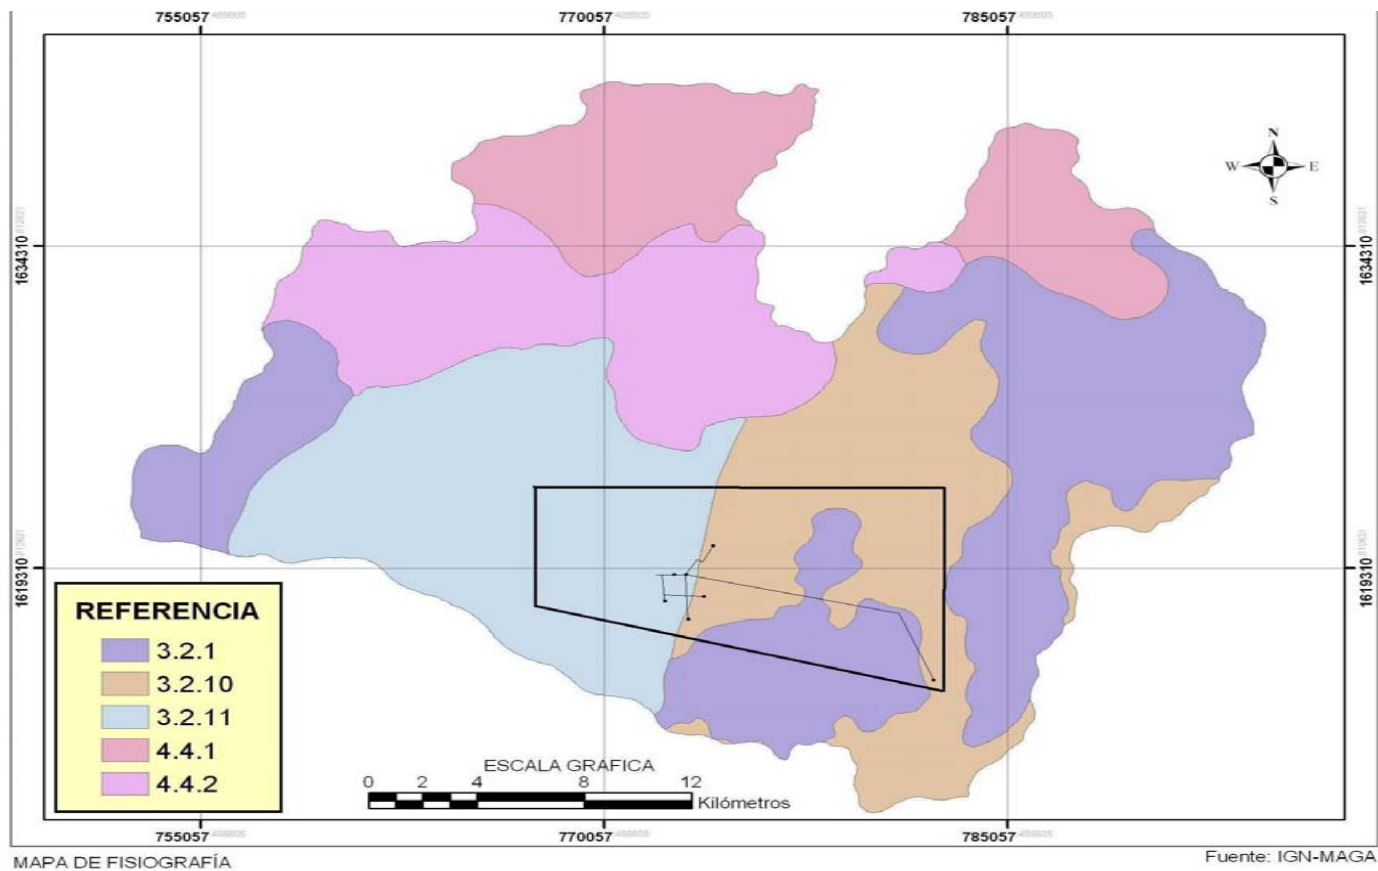 755057 770057 785057
N
W E
S
1634310 1634310
1619310 1619310
REFERENCIA
3.2.1
3.2.10
3.2.11
4.4.1
4.4.2
ESCALA GRAFICA
0 2 4 8 12
Kilómetros
755057 770057 785057
MAPA DE FISIOGRAFÍA
Fuente: IGN-MAGA